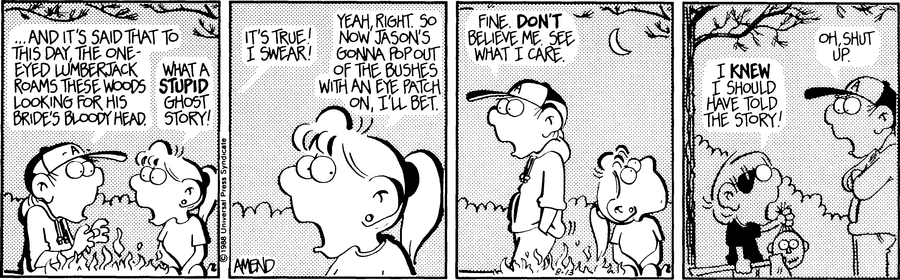 ...AND IT'S SAID THAT TO
THIS DAY, THE ONE-
EYED LUMBERJACK
ROAMS THESE WOODS
LOOKING FOR HIS
BRIDE'S BLOODY HEAD.
WHAT A
STUPID
GHOST
STORY!
IT'S TRUE!
I SWEAR!
YEAH, RIGHT. SO
NOW JASON'S
GONNA POP OUT
OF THE BUSHES
WITH AN EYE PATCH
ON, I'LL BET.
© 1988 Universal Press Syndicate
AMEND
FINE. DON'T
BELIEVE ME. SEE
WHAT I CARE.
I KNEW
I SHOULD
HAVE TOLD
THE STORY!
OH, SHUT
UP.